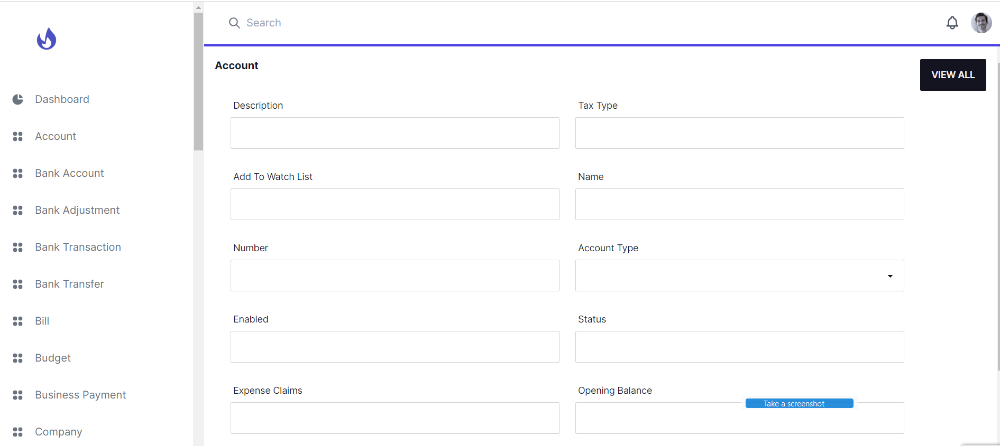 Search
Dashboard
Account
Bank Account
Bank Adjustment
Bank Transaction
Bank Transfer
Bill
Budget
Business Payment
Company
Account
VIEW ALL
Description
Tax Type
Add To Watch List
Name
Number
Account Type
Enabled
Status
Expense Claims
Opening Balance
Take a screenshot